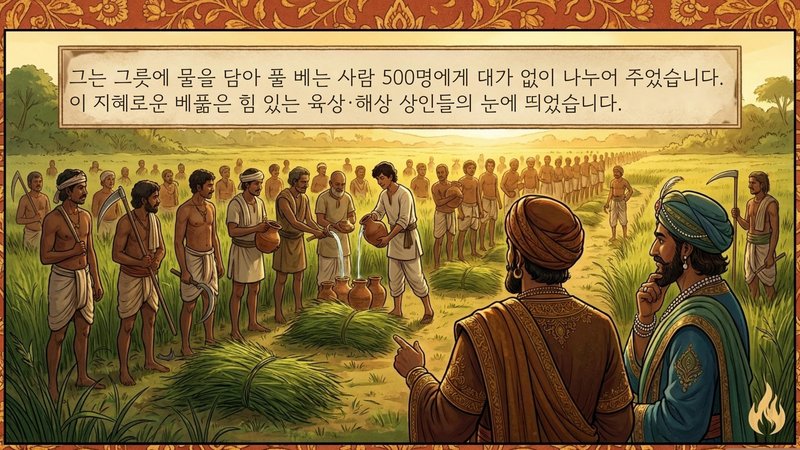 그는 그릇에 물을 담아 풀 베는 사람 500명에게 대가 없이 나누어 주었습니다.
이 지혜로운 베풂은 힘 있는 육상·해상 상인들의 눈에 띄었습니다.